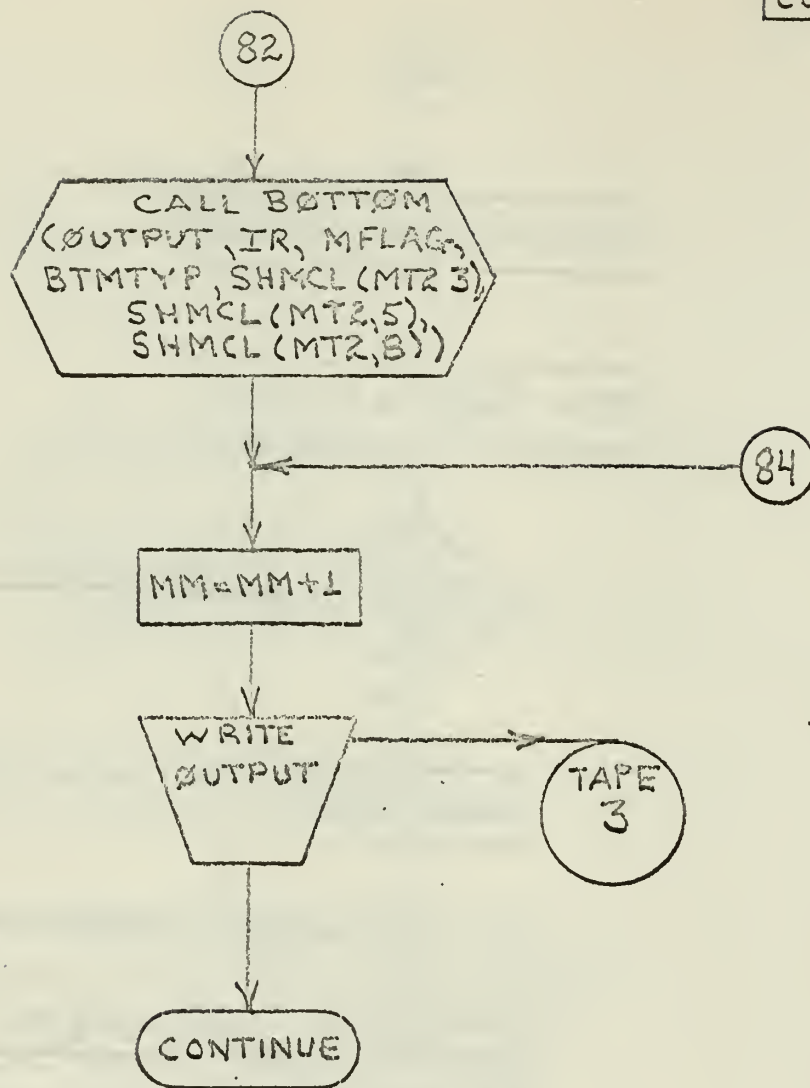 82
CALL BØTTØM
(ØUTPUT, IR, MFLAG,
BTMTYP, SHMCL(MT2 3),
SHMCL(MT2,5),
SHMCL(MT2,8))
84
MM=MM+1
WRITE
ØUTPUT
TAPE
3
CONTINUE